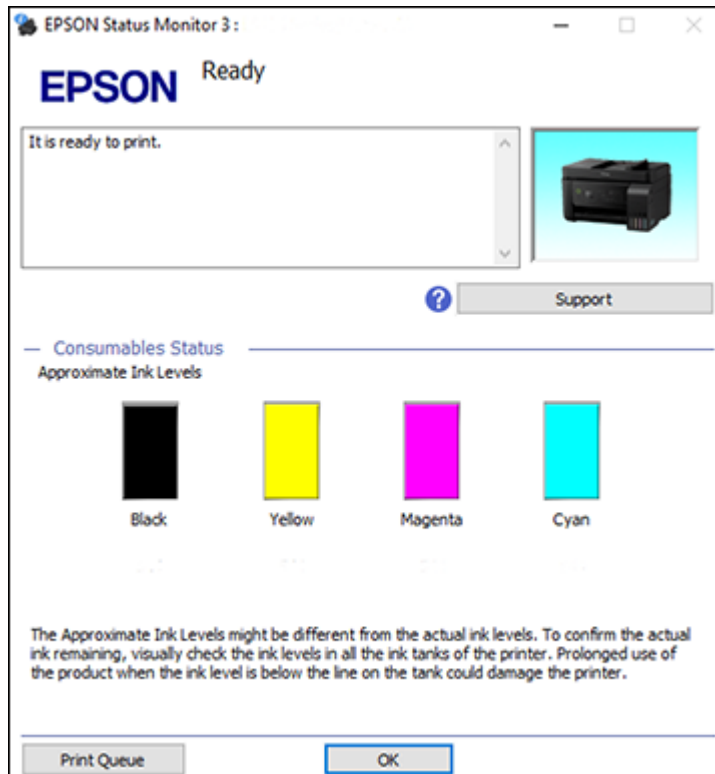 EPSON Status Monitor 3 :
EPSON
Ready
It is ready to print.
Support
Consumables Status
Approximate Ink Levels
Black Yellow Magenta Cyan
The Approximate Ink Levels might be different from the actual ink levels. To confirm the actual
ink remaining, visually check the ink levels in all the ink tanks of the printer. Prolonged use of
the product when the ink level is below the line on the tank could damage the printer.
Print Queue OK